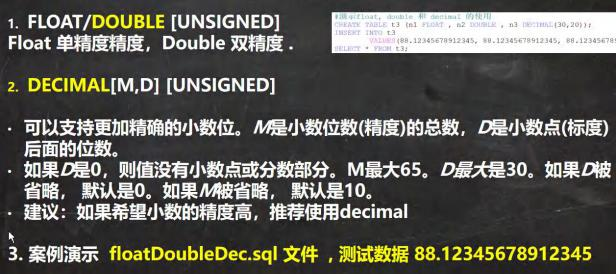 1. FLOAT/DOUBLE [UNSIGNED]
Float 单精度精度，Double 双精度 .
#演示float, double 和 decimal 的使用
CREATE TABLE t3 (n1 FLOAT , n2 DOUBLE , n3 DECIMAL(30,20));
INSERT INTO t3
VALUES(88.12345678912345, 88.12345678912345, 88.1234567891
SELECT * FROM t3;
2. DECIMAL[M,D] [UNSIGNED]
· 可以支持更加精确的小数位。M是小数位数(精度)的总数，D是小数点(标度)
后面的位数。
· 如果D是0，则值没有小数点或分数部分。M最大65。D最大是30。如果D被
省略， 默认是0。如果M被省略， 默认是10。
· 建议：如果希望小数的精度高，推荐使用decimal
3. 案例演示 floatDoubleDec.sql 文件 ，测试数据 88.12345678912345